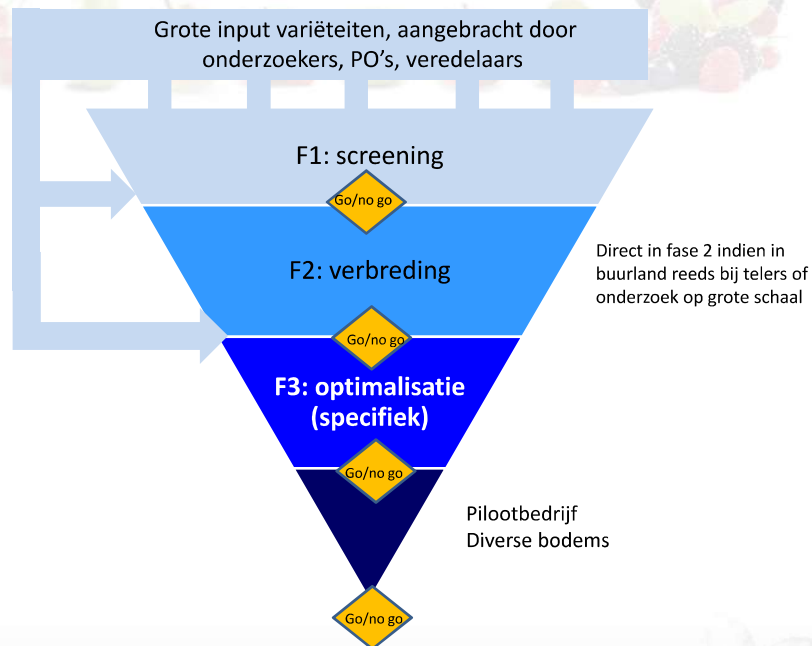 Grote input variëteiten, aangebracht door
onderzoekers, PO's, veredelaars
F1: screening
Go/no go
F2: verbreding
Direct in fase 2 indien in
buurland reeds bij telers of
onderzoek op grote schaal
Go/no go
F3: optimalisatie
(specifiek)
Go/no go
Pilootbedrijf
Diverse bodems
Go/no go